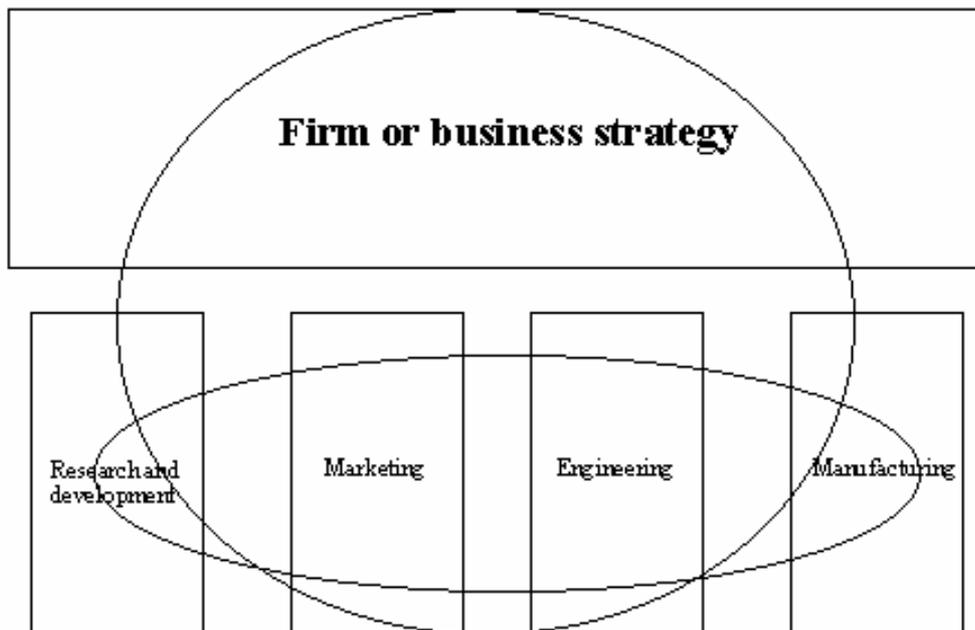 Firm or business strategy
Research and
development
Marketing
Engineering
Manufacturing